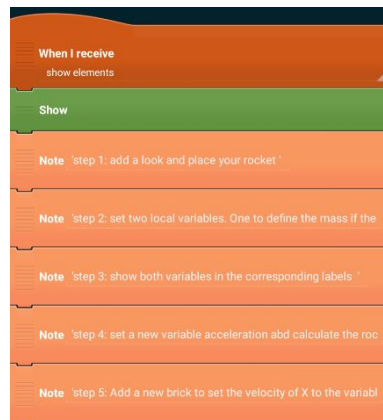 When I receive
show elements
Show
Note 'step 1: add a look and place your rocket '
Note 'step 2: set two local variables. One to define the mass if the
Note 'step 3: show both variables in the corresponding labels '
Note 'step 4: set a new variable acceleration abd calculate the roc
Note 'step 5: Add a new brick to set the velocity of X to the variabl